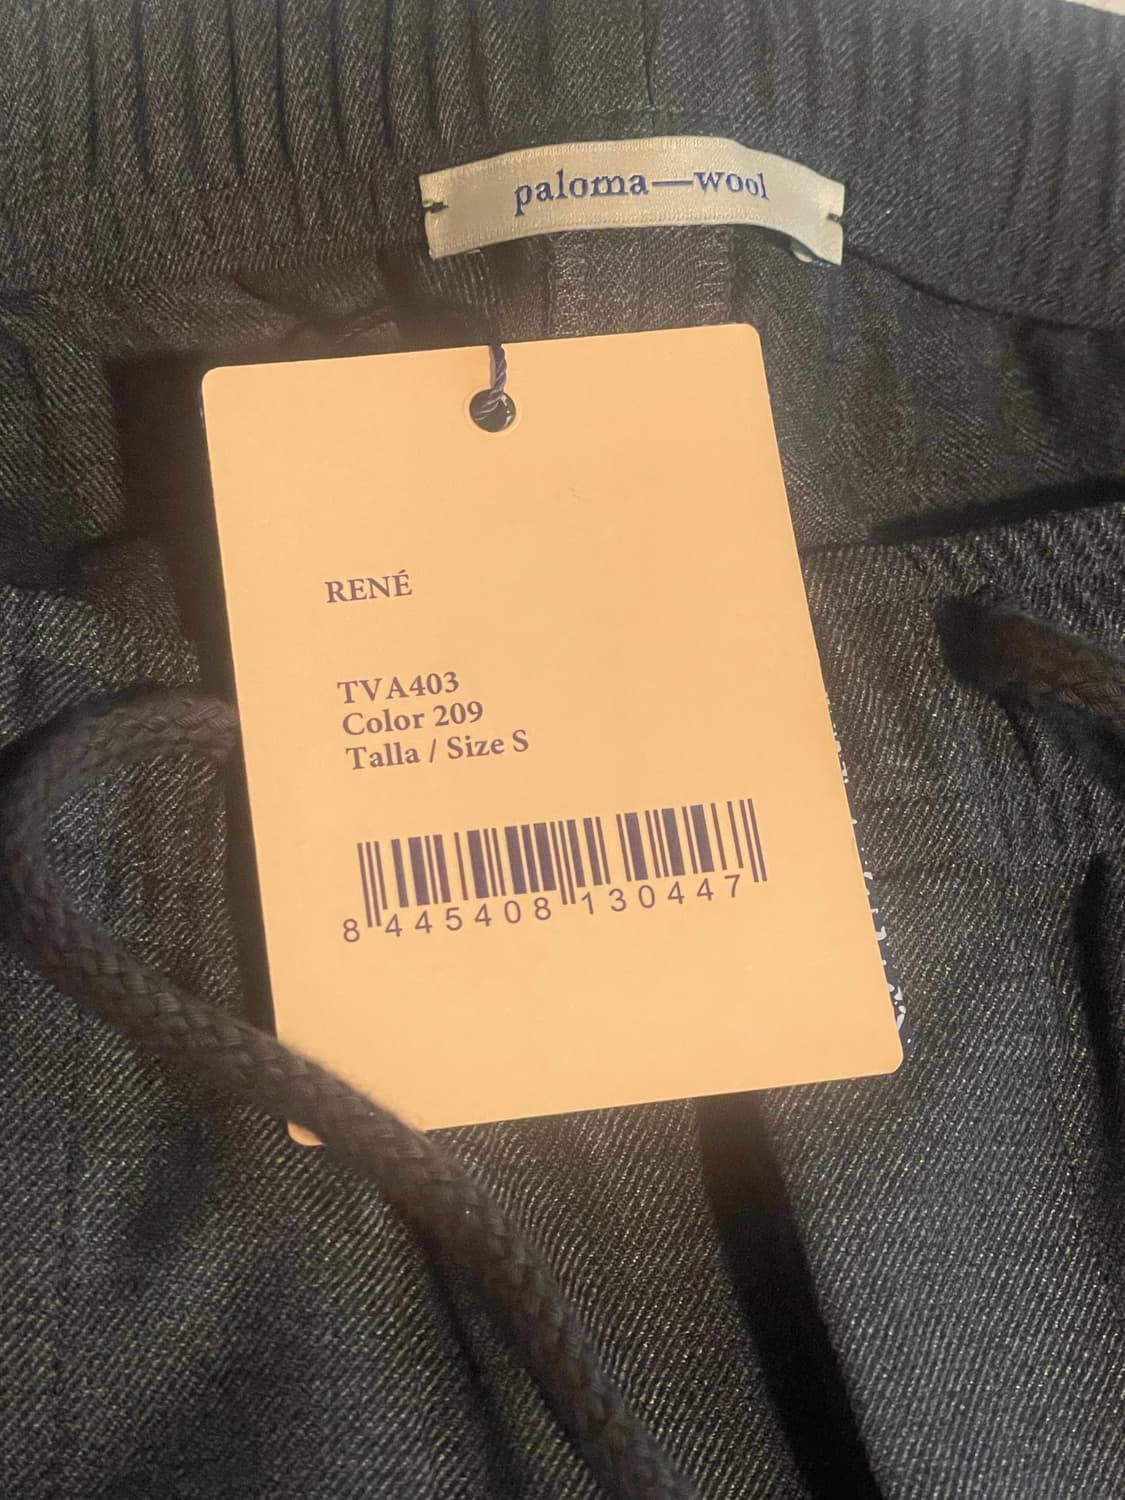 paloma—wool
RENÉ
TVA403
Color 209
Talla / Size S
8 445408 130447